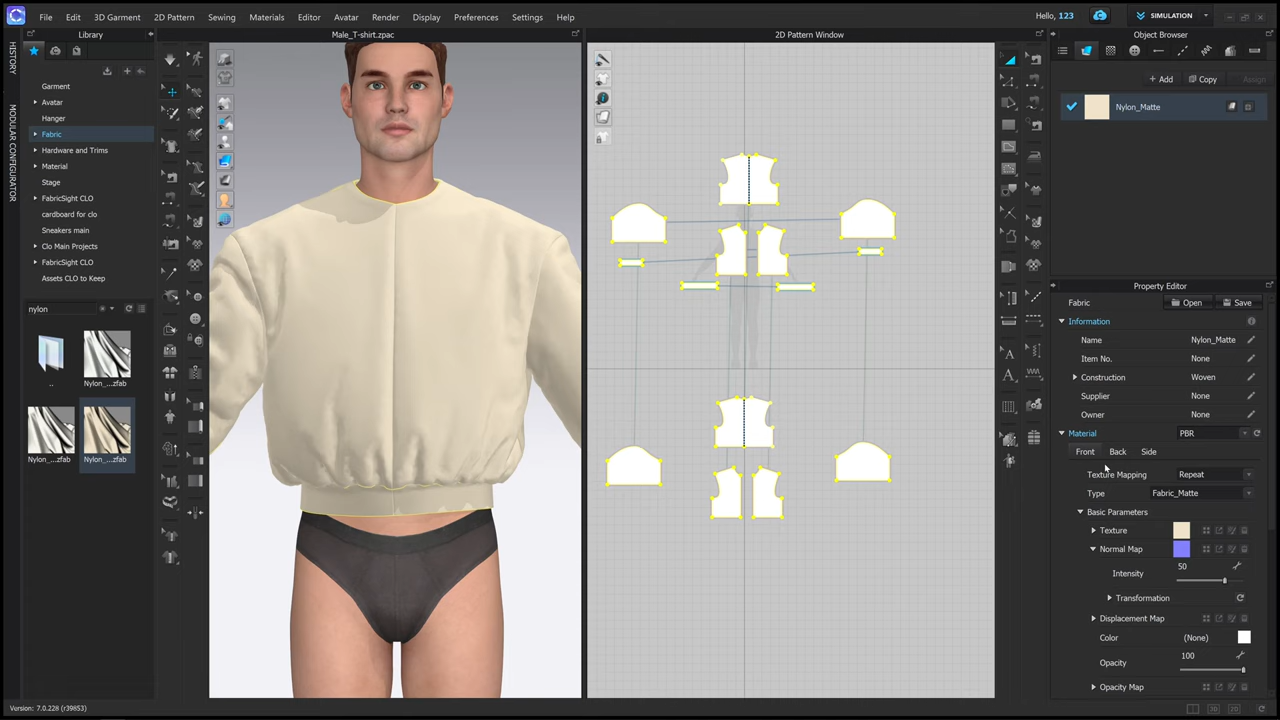 File Edit 3D Garment 2D Pattern Sewing Materials Editor Avatar Render Display Preferences Settings Help
Hello, 123
SIMULATION
Library
Male_T-shirt.zpac
2D Pattern Window
Object Browser
HISTORY
MODULAR CONFIGURATOR
Garment
Avatar
Hanger
Fabric
Hardware and Trims
Material
Stage
FabricSight CLO
cardboard for clo
Sneakers main
Clo Main Projects
FabricSight CLO
Assets CLO to Keep
nylon
..
Nylon_...zfab
Nylon_...zfab
Nylon_...zfab
Add Copy Assign
Nylon_Matte
Property Editor
Fabric Open Save
Information
Name Nylon_Matte
Item No. None
Construction Woven
Supplier None
Owner None
Material PBR
Front Back Side
Texture Mapping Repeat
Type Fabric_Matte
Basic Parameters
Texture
Normal Map
50
Intensity
Transformation
Displacement Map
Color (None)
100
Opacity
Opacity Map
Version: 7.0.228 (r39853)
3D 2D